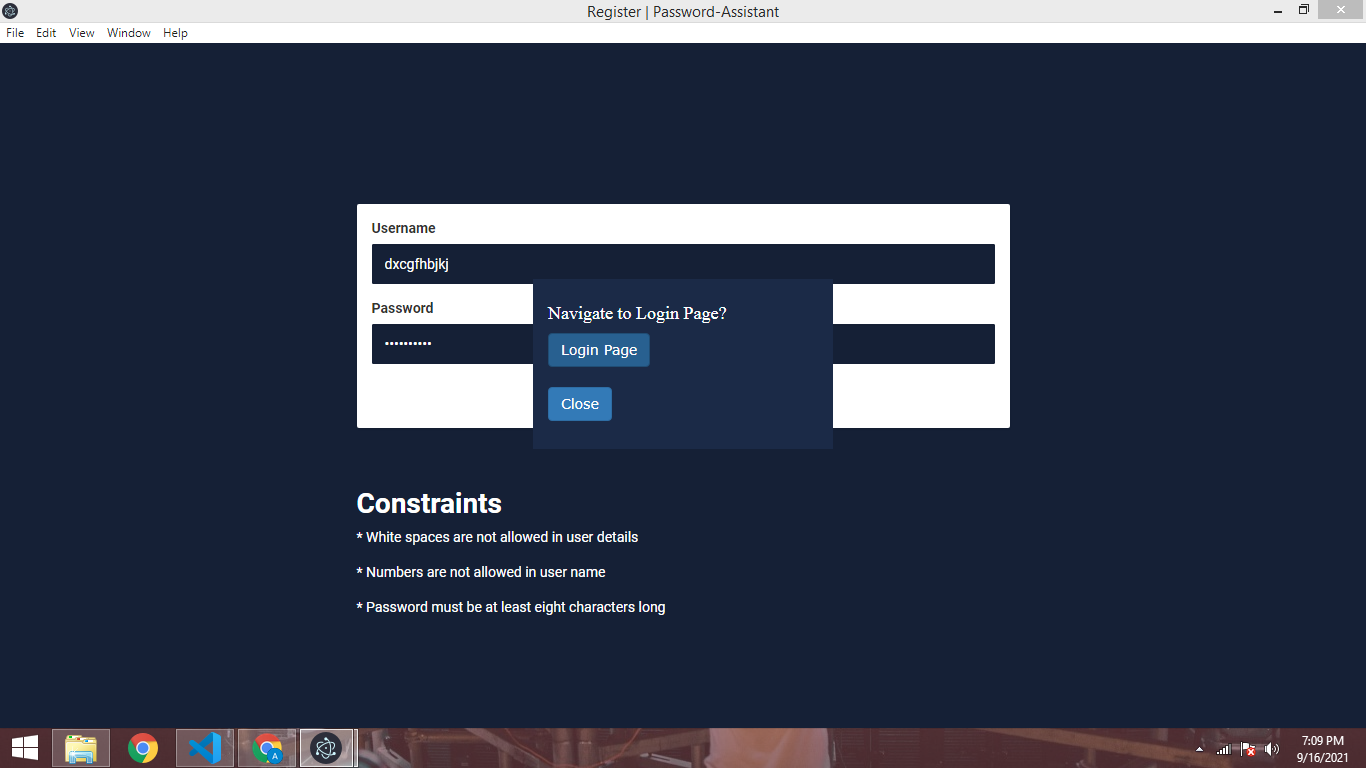 Register | Password-Assistant
File Edit View Window Help
Username
dxcgfhbjkj
Password
••••••••••
Navigate to Login Page?
Login Page
Close
Constraints
* White spaces are not allowed in user details
* Numbers are not allowed in user name
* Password must be at least eight characters long
A
7:09 PM
9/16/2021